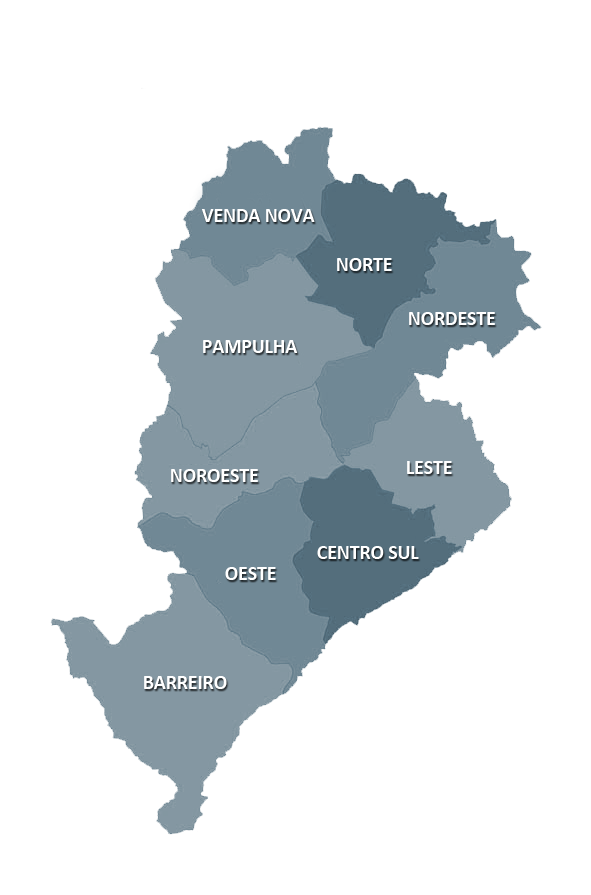 VENDA NOVA
NORTE
NORDESTE
PAMPULHA
LESTE
NOROESTE
CENTRO SUL
OESTE
BARREIRO